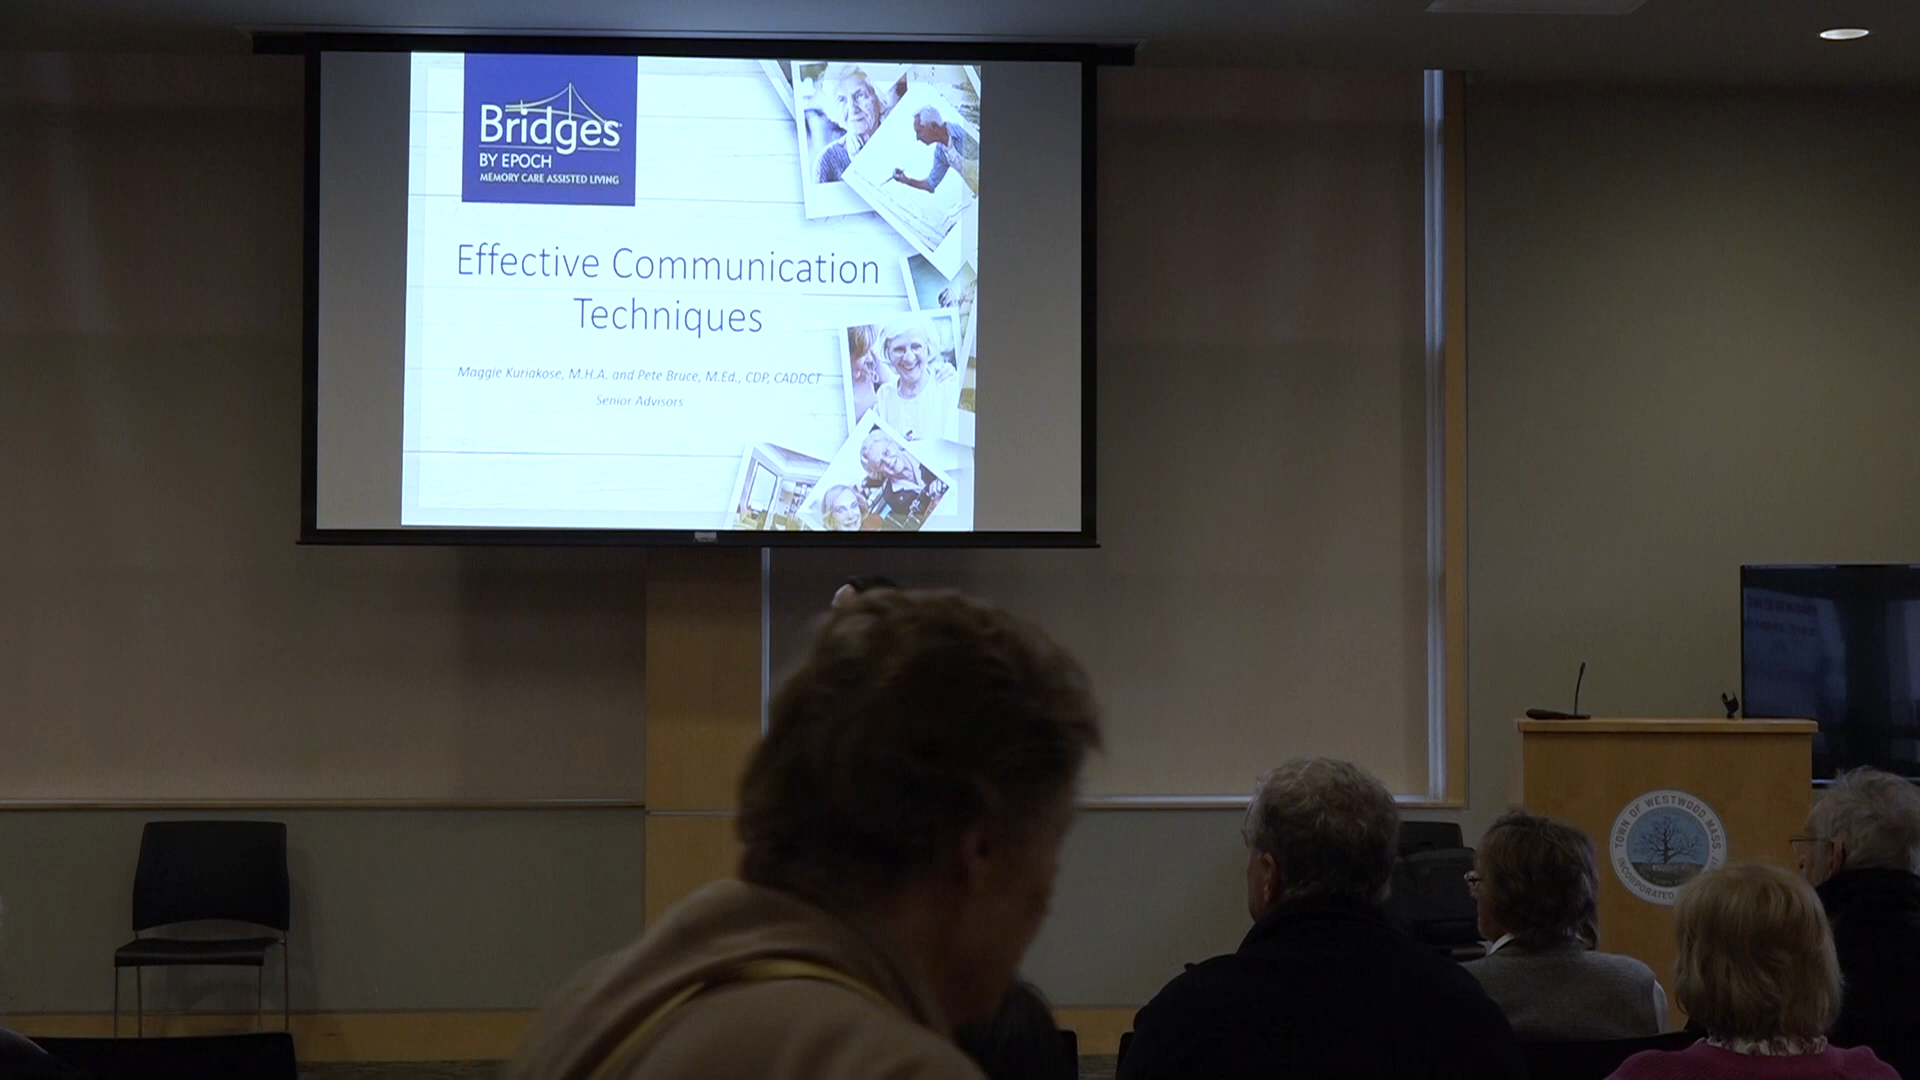 Bridges
BY EPOCH
MEMORY CARE ASSISTED LIVING
Effective Communication
Techniques
Maggie Kuriakose, M.H.A. and Pete Bruce, M.Ed., CDP, CADDCT
Senior Advisors
TOWN OF WESTWOOD, MASS.
INCORPORATED